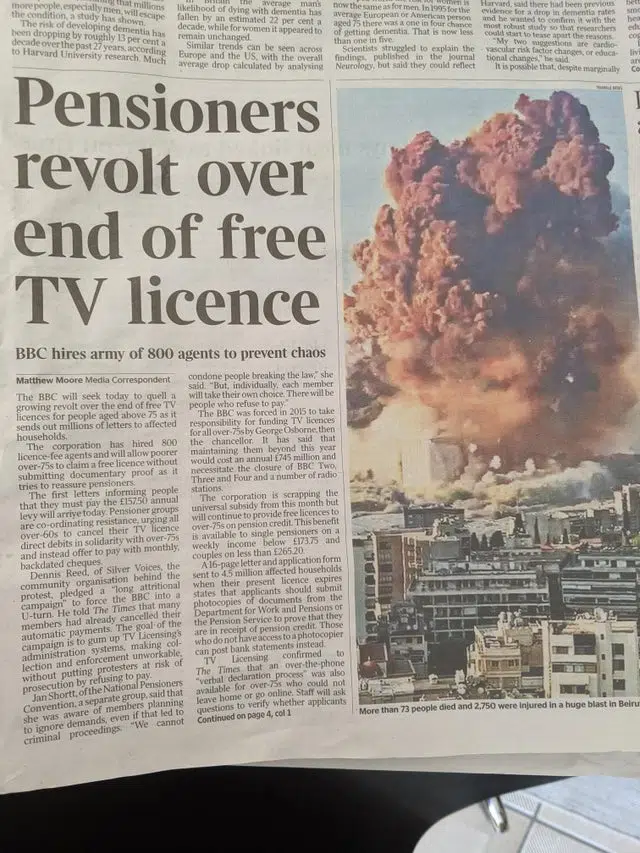 more people, especially men, will escape
the condition, a study has shown.
The risk of developing dementia has
been dropping by roughly 13 per cent a
decade over the past 27 years, according
to Harvard University research. Much
likelihood of dying with dementia has
fallen by an estimated 22 per cent a
decade, while for women it appeared to
remain unchanged.
Similar trends can be seen across
Europe and the US, with the overall
average drop calculated by analysing
now the same as for men. In 1995 for the
average European or American person
aged 75 there was a one in four chance
of getting dementia. That is now less
than one in five.
Scientists struggled to explain the
findings, published in the journal
Neurology, but said they could reflect
Harvard, said there had been previous
evidence for a drop in dementia rates
and he wanted to confirm it with the
most robust study so that researchers
could start to tear apart the reasons.
"My two suggestions are cardio-
vascular risk factor changes, or educa-
tional changes," he said.
It is possible that, despite marginally
Pensioners
revolt over
end of free
TV licence
BBC hires army of 800 agents to prevent chaos
Matthew Moore Media Correspondent
The BBC will seek today to quell a
growing revolt over the end of free TV
licences for people aged above 75 as it
sends out millions of letters to affected
households.
The corporation has hired 800
licence-fee agents and will allow poorer
over-75s to claim a free licence without
submitting documentary proof as it
tries to reassure pensioners.
The first letters informing people
that they must pay the £157.50 annual
levy will arrive today. Pensioner groups
are co-ordinating resistance, urging all
over-60s to cancel their TV licence
direct debits in solidarity with over-75s
and instead offer to pay with monthly,
backdated cheques.
Dennis Reed, of Silver Voices, the
community organisation behind the
protest, pledged a "long attritional
campaign" to force the BBC into a
U-turn. He told The Times that many
members had already cancelled their
automatic payments. The goal of the
campaign is to gum up TV Licensing's
administration systems, making col-
lection and enforcement unworkable,
without putting protesters at risk of
prosecution by refusing to pay.
Jan Shortt, of the National Pensioners
Convention, a separate group, said that
she was aware of members planning
to ignore demands, even if that led to
criminal proceedings. "We cannot
condone people breaking the law," she
said. "But, individually, each member
will take their own choice. There will be
people who refuse to pay."
The BBC was forced in 2015 to take
responsibility for funding TV licences
for all over-75s by George Osborne, then
the chancellor. It has said that
maintaining them beyond this year
would cost an annual £745 million and
necessitate the closure of BBC Two,
Three and Four and a number of radio
stations.
The corporation is scrapping the
universal subsidy from this month but
will continue to provide free licences to
over-75s on pension credit. This benefit
is available to single pensioners on a
weekly income below £173.75 and
couples on less than £265.20.
A 16-page letter and application form
sent to 4.5 million affected households
when their present licence expires
states that applicants should submit
photocopies of documents from the
Department for Work and Pensions or
the Pension Service to prove that they
are in receipt of pension credit. Those
who do not have access to a photocopier
can post bank statements instead.
TV Licensing confirmed to
The Times that an over-the-phone
"verbal declaration process" was also
available for over-75s who could not
leave home or go online. Staff will ask
questions to verify whether applicants
Continued on page 4, col 1
More than 73 people died and 2,750 were injured in a huge blast in Beiru